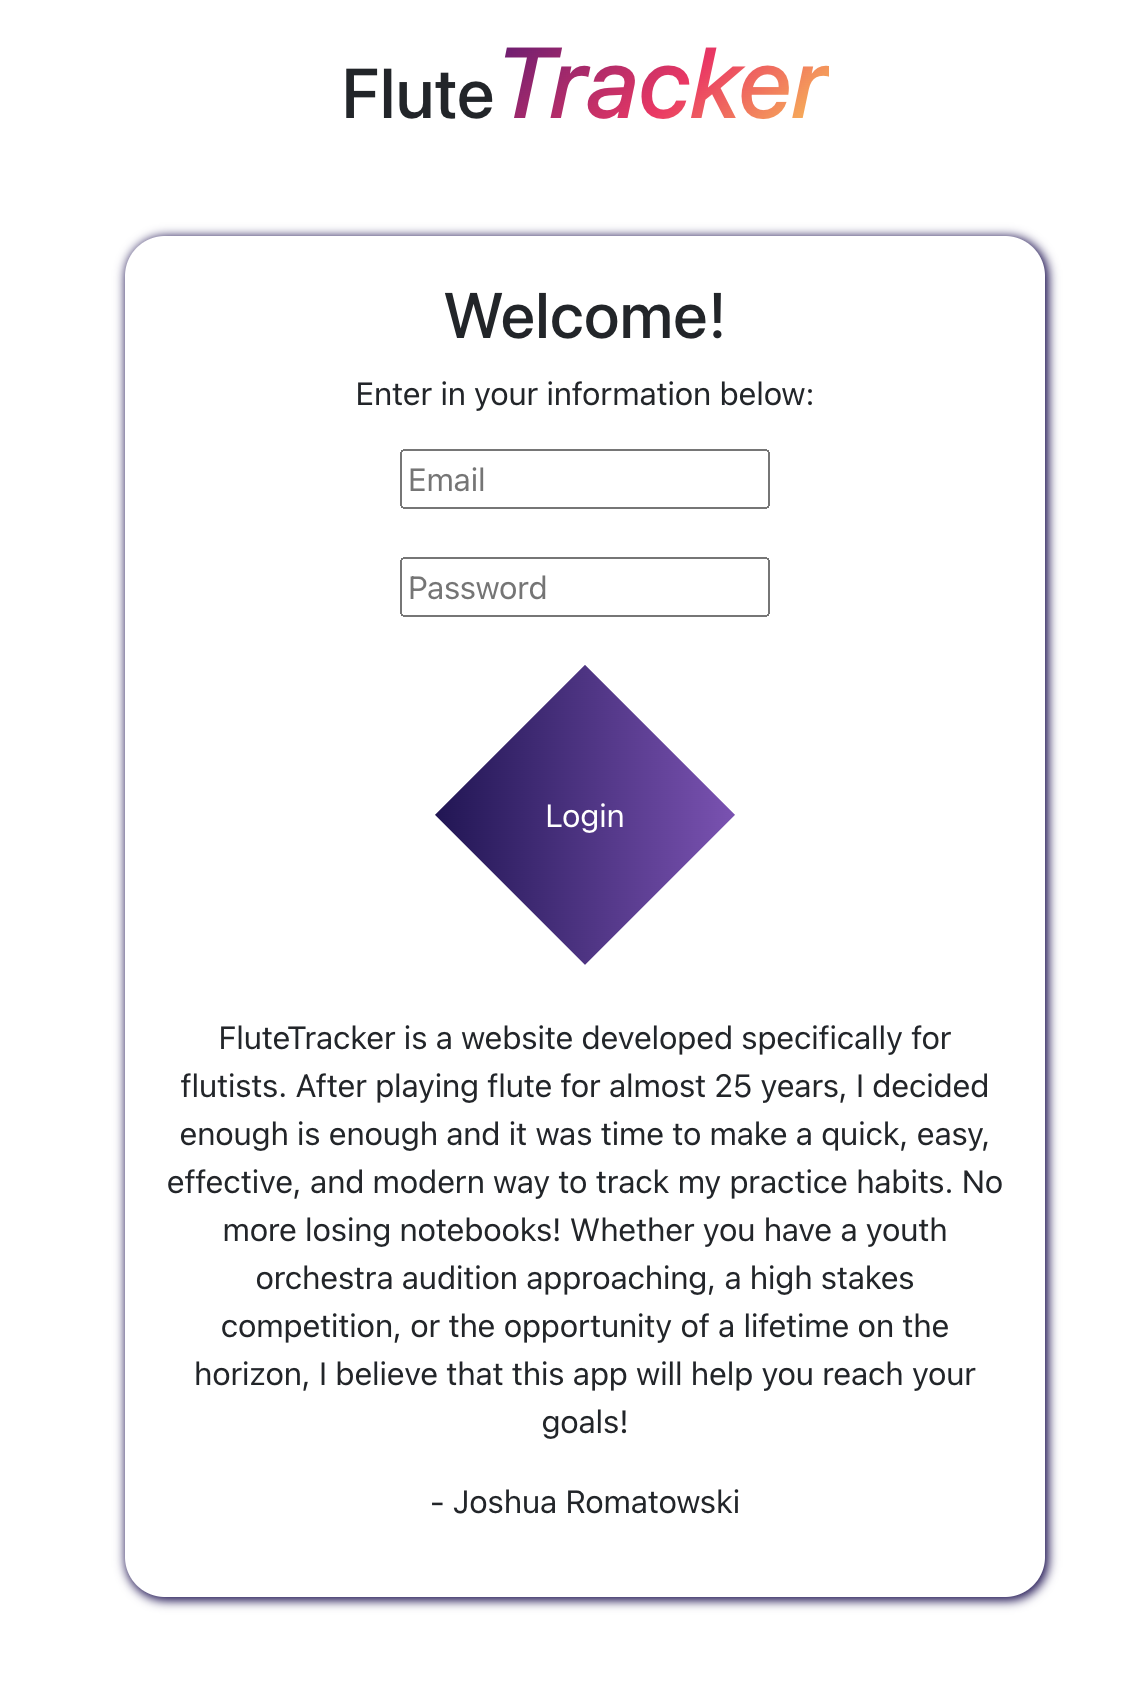 FluteTracker
Welcome!
Enter in your information below:
Email
Password
Login
FluteTracker is a website developed specifically for
flutists. After playing flute for almost 25 years, I decided
enough is enough and it was time to make a quick, easy,
effective, and modern way to track my practice habits. No
more losing notebooks! Whether you have a youth
orchestra audition approaching, a high stakes
competition, or the opportunity of a lifetime on the
horizon, I believe that this app will help you reach your
goals!
- Joshua Romatowski